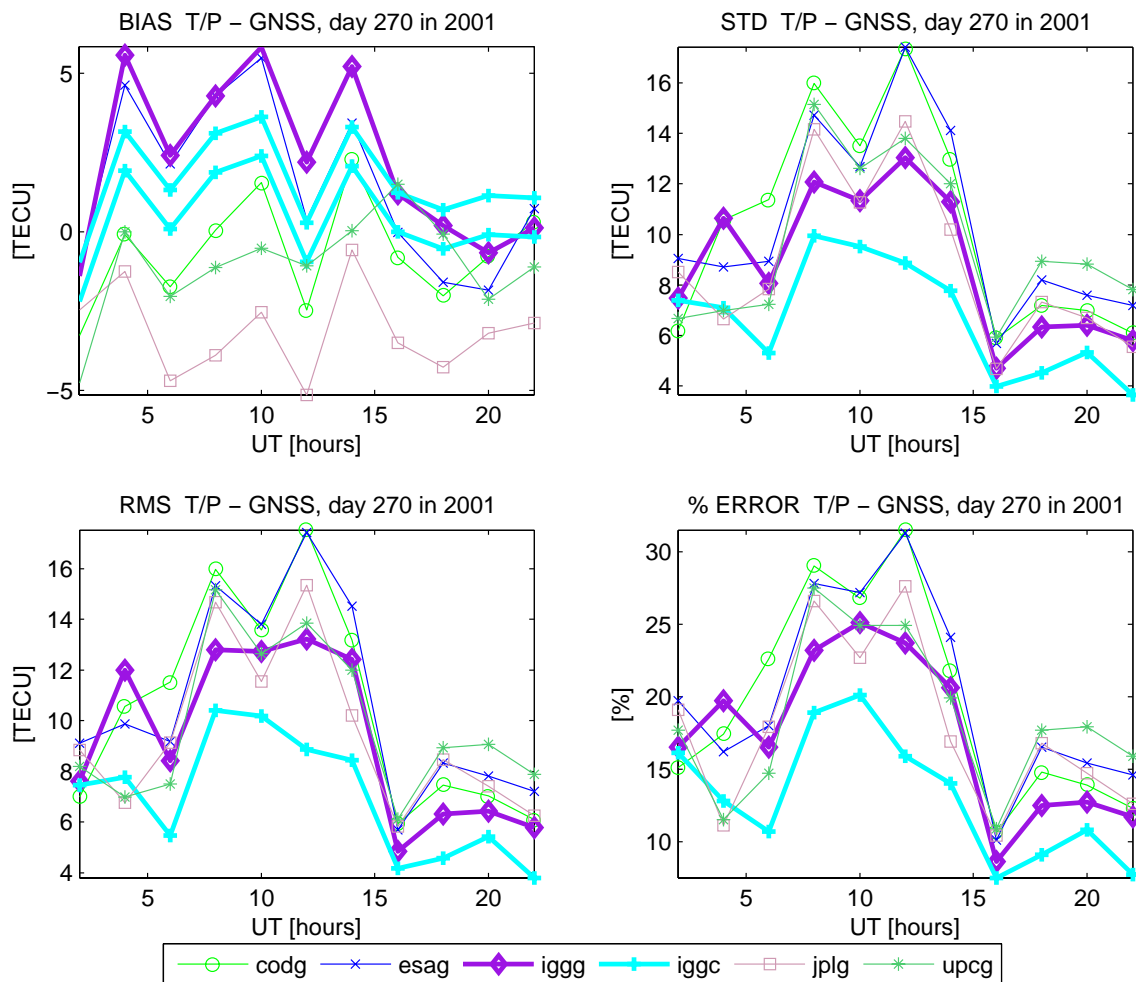 BIAS T/P − GNSS, day 270 in 2001
[TECU]
5
0
−5
5 10 15 20
UT [hours]
STD T/P − GNSS, day 270 in 2001
[TECU]
16
14
12
10
8
6
4
5 10 15 20
UT [hours]
RMS T/P − GNSS, day 270 in 2001
[TECU]
16
14
12
10
8
6
4
5 10 15 20
UT [hours]
% ERROR T/P − GNSS, day 270 in 2001
[%]
30
25
20
15
10
5 10 15 20
UT [hours]
codg esag iggg iggc jplg upcg